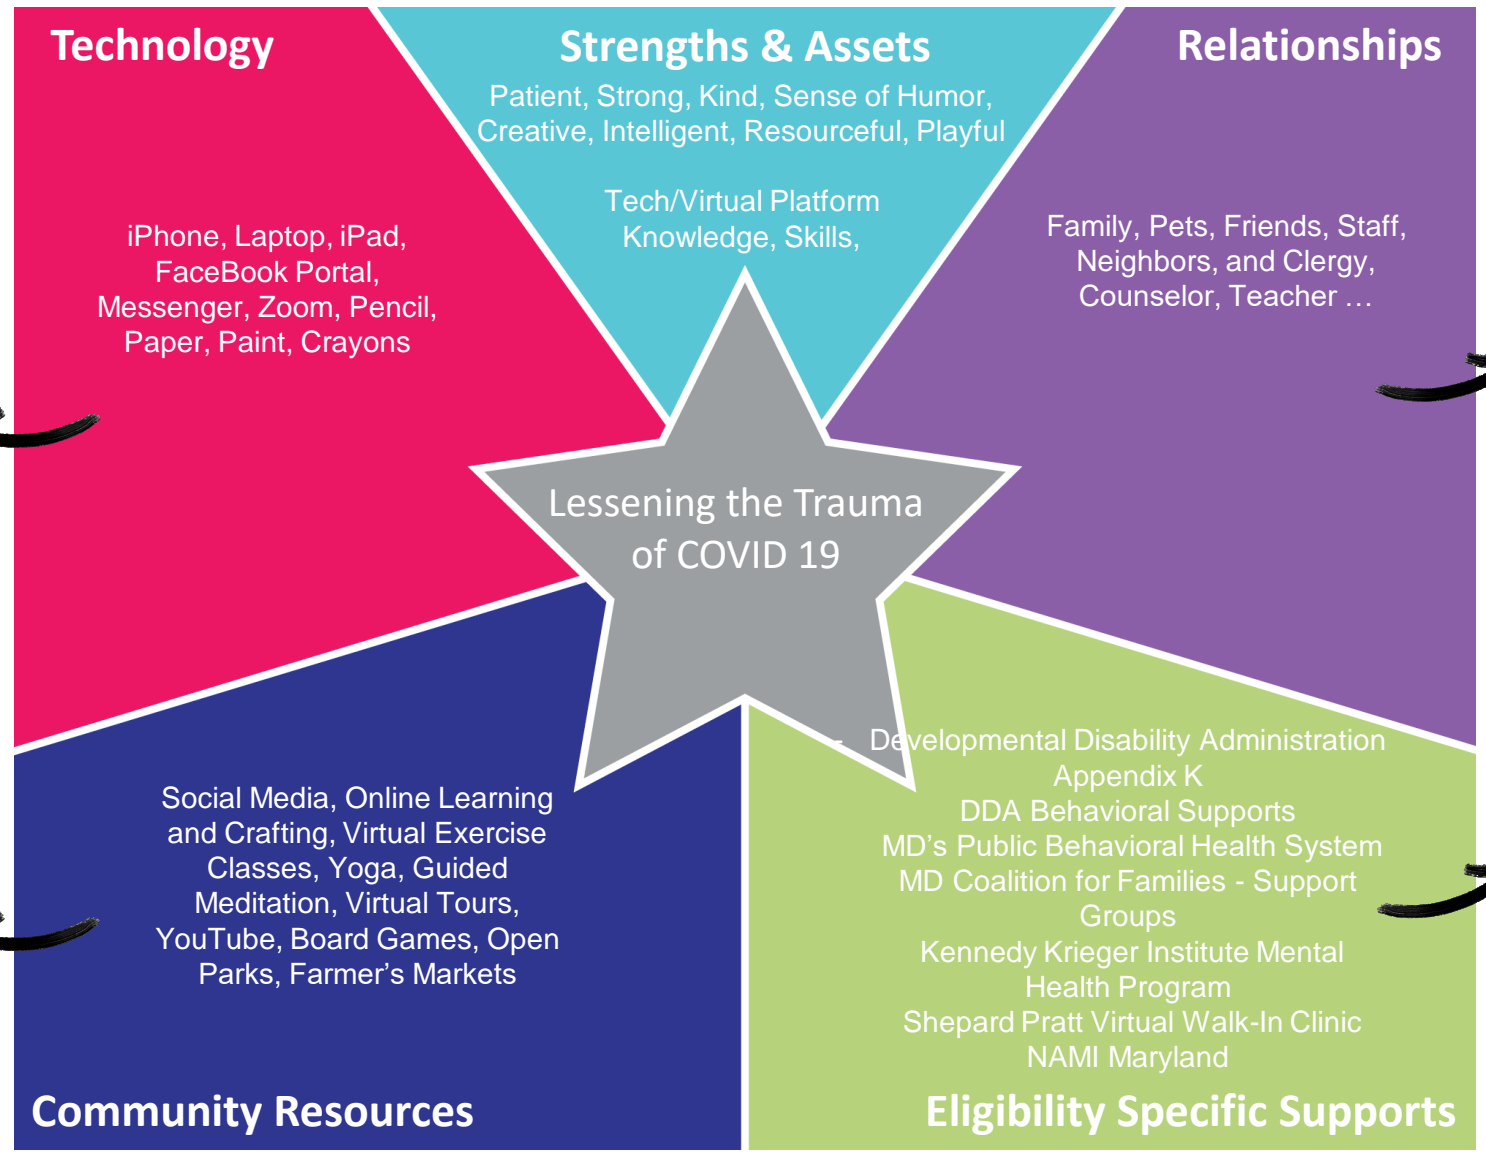 Technology
iPhone, Laptop, iPad,
FaceBook Portal,
Messenger, Zoom, Pencil,
Paper, Paint, Crayons
Strengths & Assets
Patient, Strong, Kind, Sense of Humor,
Creative, Intelligent, Resourceful, Playful
Tech/Virtual Platform
Knowledge, Skills,
Relationships
Family, Pets, Friends, Staff,
Neighbors, and Clergy,
Counselor, Teacher …
Lessening the Trauma
of COVID 19
Social Media, Online Learning
and Crafting, Virtual Exercise
Classes, Yoga, Guided
Meditation, Virtual Tours,
YouTube, Board Games, Open
Parks, Farmer’s Markets
Community Resources
- Developmental Disability Administration
Appendix K
DDA Behavioral Supports
MD’s Public Behavioral Health System
MD Coalition for Families - Support
Groups
Kennedy Krieger Institute Mental
Health Program
Shepard Pratt Virtual Walk-In Clinic
NAMI Maryland
Eligibility Specific Supports